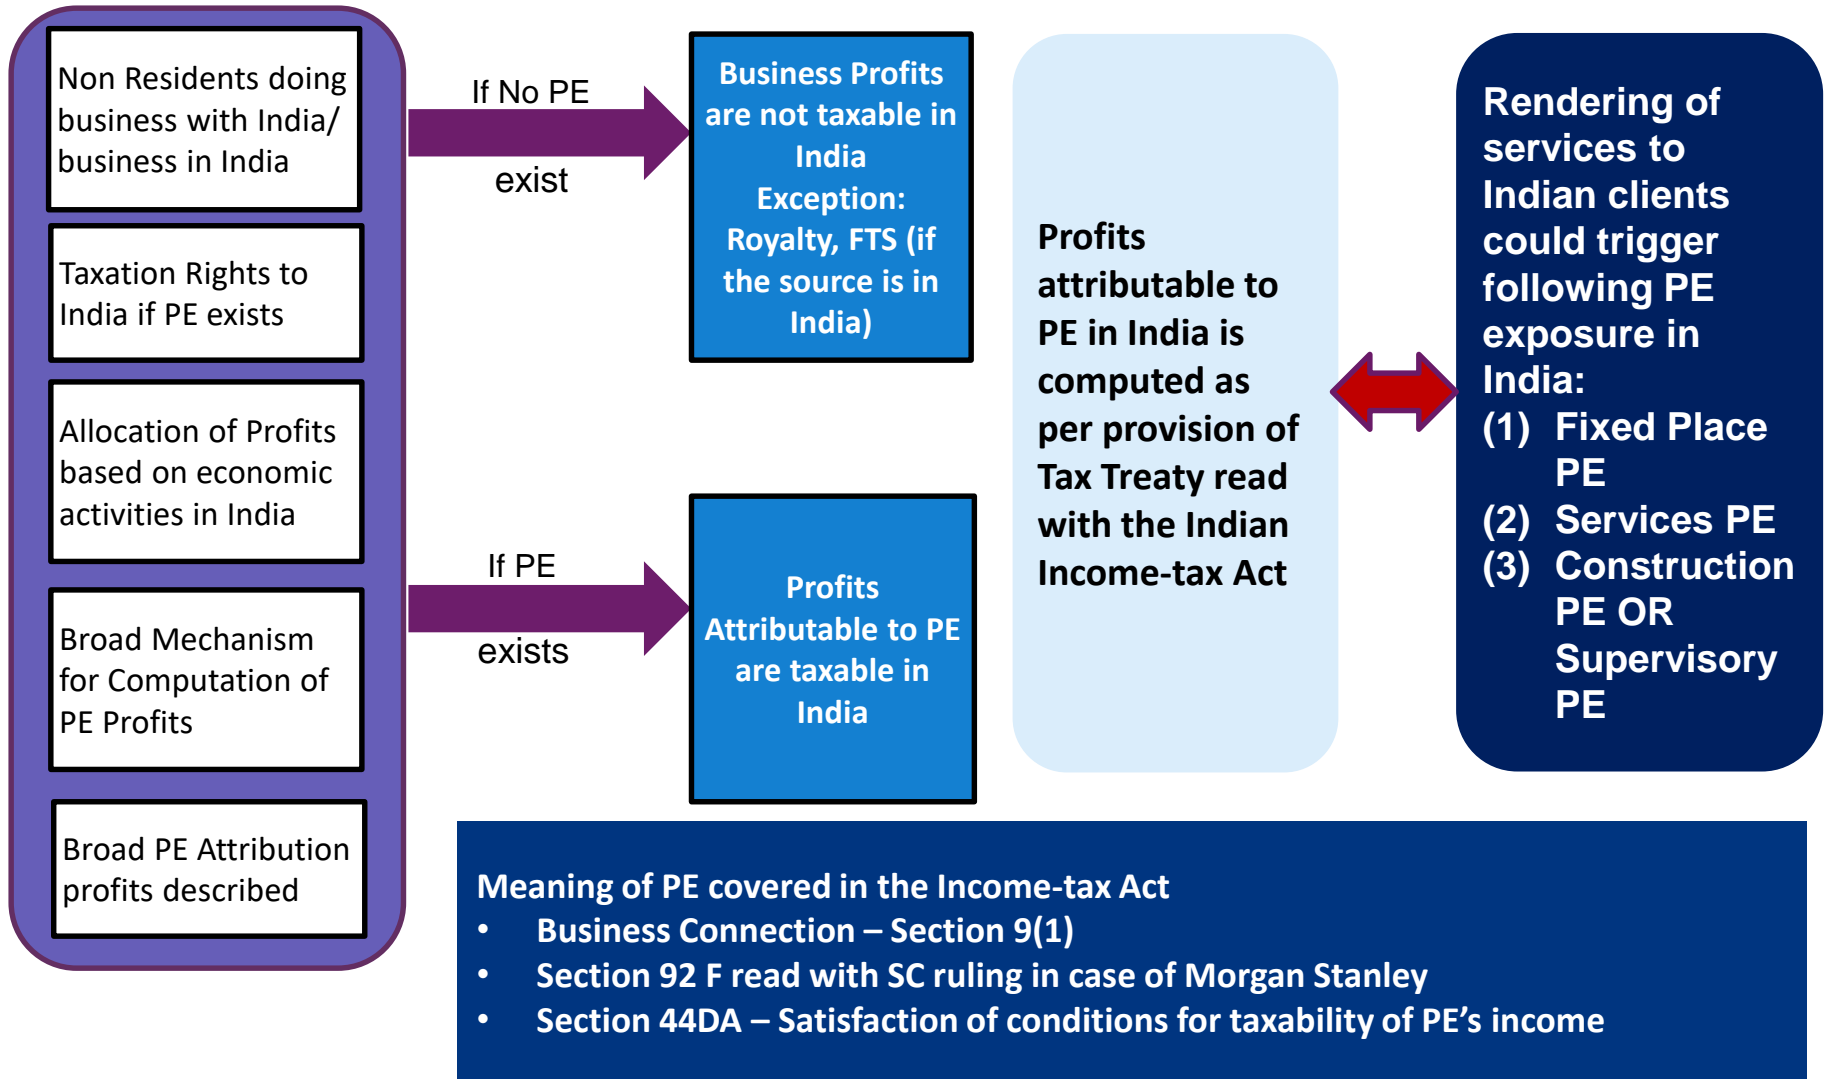 Non Residents doing
business with India/
business in India
Taxation Rights to
India if PE exists
Allocation of Profits
based on economic
activities in India
Broad Mechanism
for Computation of
PE Profits
Broad PE Attribution
profits described
If No PE
exist
If PE
exists
Business Profits
are not taxable in
India
Exception:
Royalty, FTS (if
the source is in
India)
Profits
Attributable to PE
are taxable in
India
Profits
attributable to
PE in India is
computed as
per provision of
Tax Treaty read
with the Indian
Income-tax Act
Rendering of
services to
Indian clients
could trigger
following PE
exposure in
India:
(1) Fixed Place
PE
(2) Services PE
(3) Construction
PE OR
Supervisory
PE
Meaning of PE covered in the Income-tax Act
• Business Connection – Section 9(1)
• Section 92 F read with SC ruling in case of Morgan Stanley
• Section 44DA – Satisfaction of conditions for taxability of PE’s income